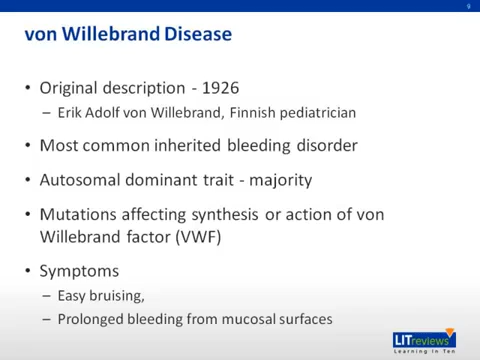 9
von Willebrand Disease
• Original description - 1926
– Erik Adolf von Willebrand, Finnish pediatrician
• Most common inherited bleeding disorder
• Autosomal dominant trait - majority
• Mutations affecting synthesis or action of von
Willebrand factor (VWF)
• Symptoms
– Easy bruising,
– Prolonged bleeding from mucosal surfaces
LITreviews
Learning in Ten